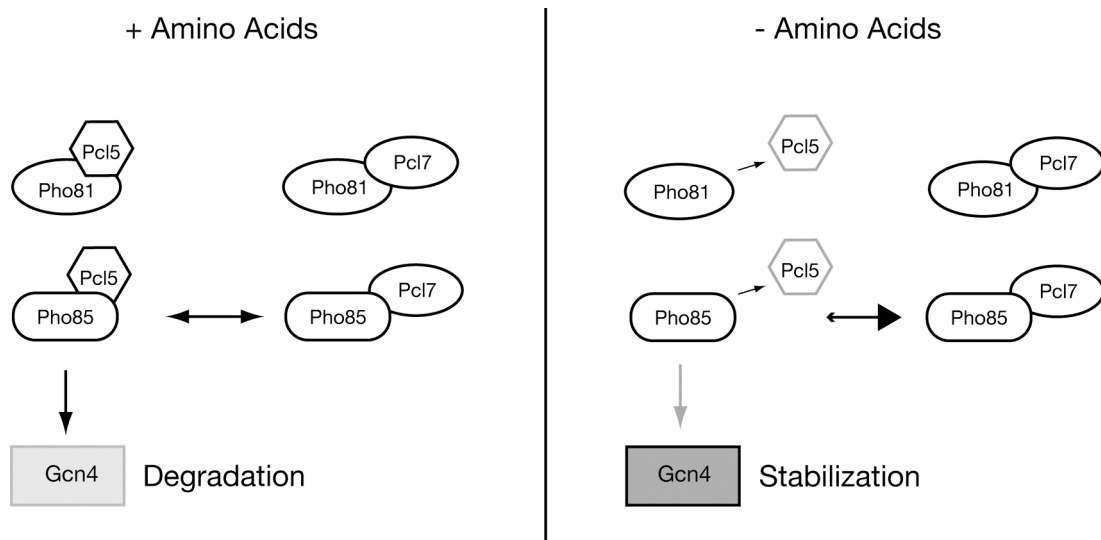 + Amino Acids
Pcl5
Pho81
Pcl7
Pho81
Pcl5
Pho85
Pcl7
Pho85
Gcn4
Degradation
- Amino Acids
Pcl5
Pho81
Pcl7
Pho81
Pcl5
Pho85
Pcl7
Pho85
Gcn4
Stabilization